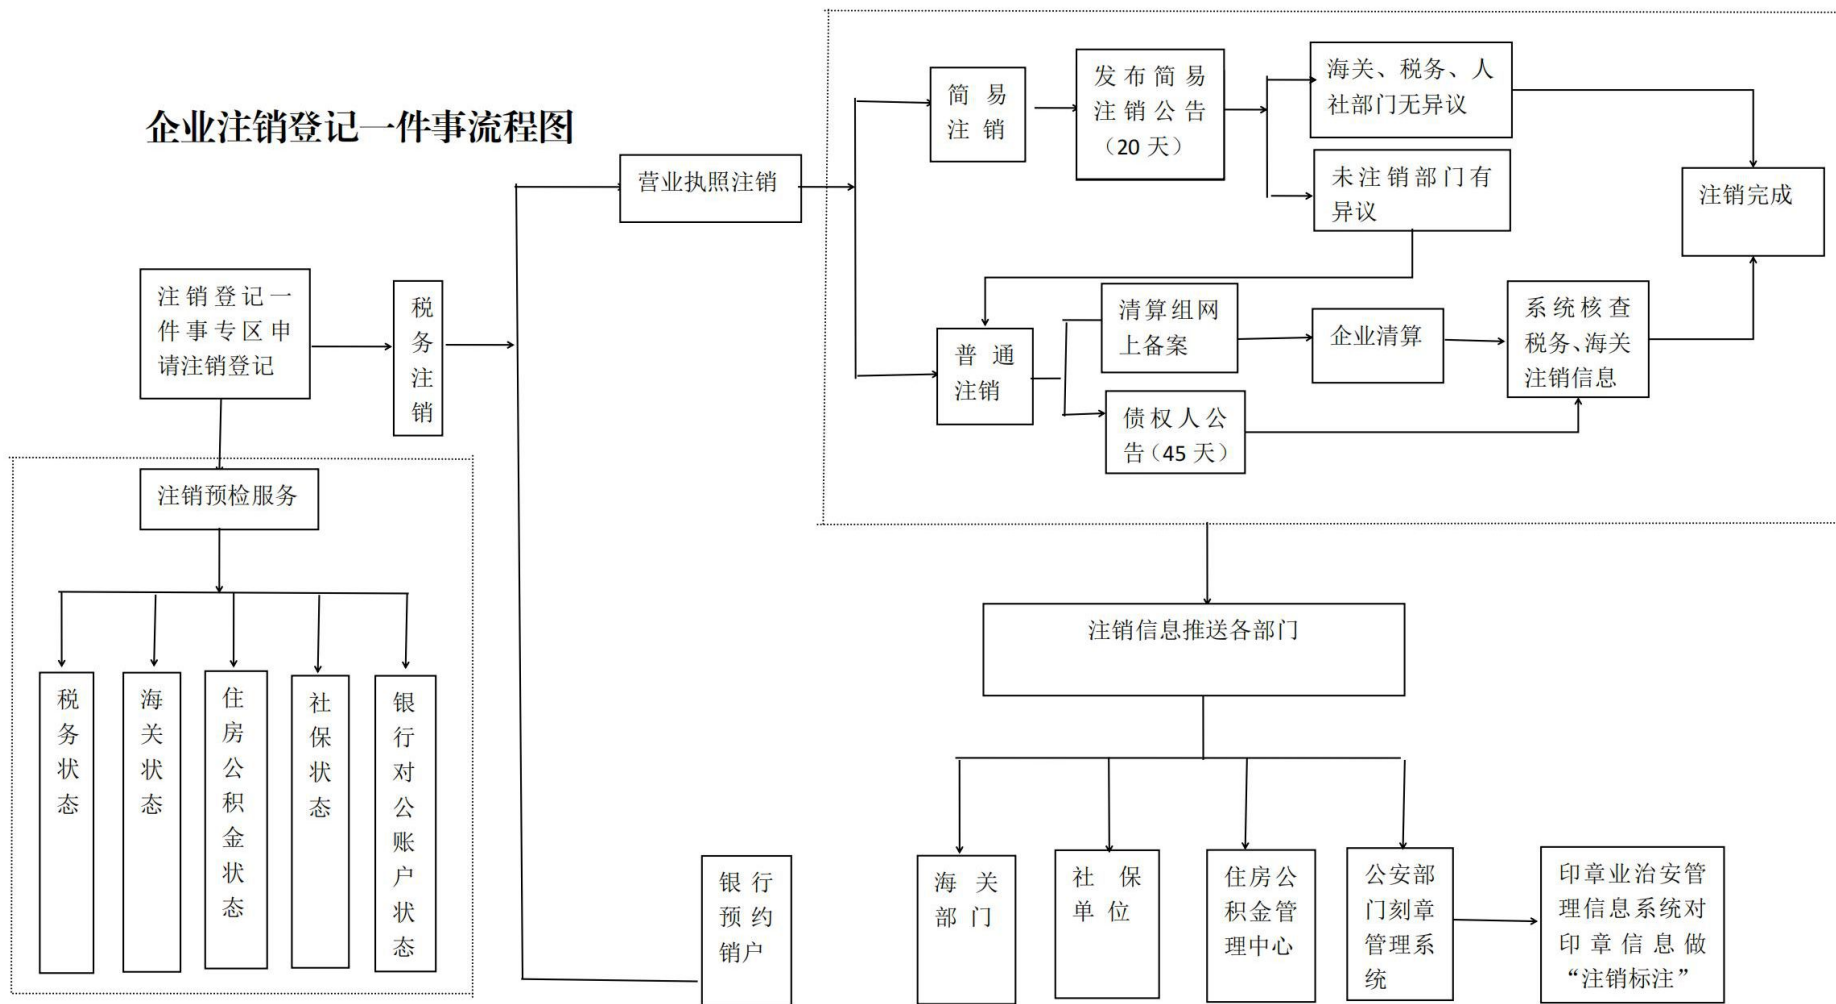 企业注销登记一件事流程图
注销登记一
件事专区申
请注销登记
税
务
注
销
营业执照注销
简易
注销
发布简易
注销公告
（20 天）
海关、税务、人
社部门无异议
未注销部门有
异议
注销完成
普通
注销
清算组网
上备案
企业清算
系统核查
税务、海关
注销信息
债权人公
告（45 天）
注销预检服务
税
务
状
态
海
关
状
态
住
房
公
积
金
状
态
社
保
状
态
银
行
对
公
账
户
状
态
银行
预约
销户
注销信息推送各部门
海关
部门
社保
单位
住房公
积金管
理中心
公安部
门刻章
管理系
统
印章业治安管
理信息系统对
印章信息做
“注销标注”